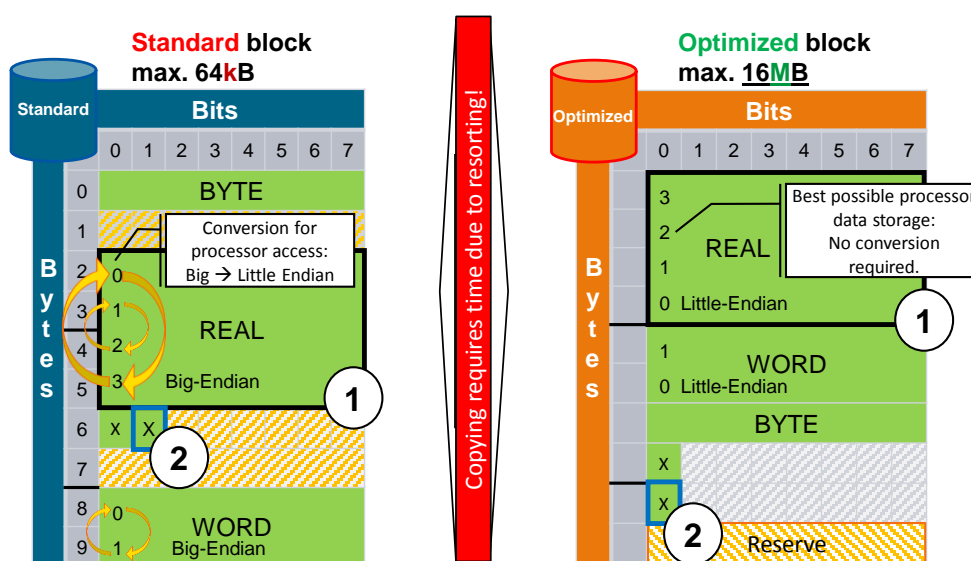 Standard block
max. 64kB
Standard
Bits
0 1 2 3 4 5 6 7
Bytes
0 BYTE
1
Conversion for
processor access:
Big → Little Endian
2 0
3 1
REAL
4 2
5 3 Big-Endian
1
6 X X
2
7
8 0
WORD
9 1 Big-Endian
Copying requires time due to resorting!
Optimized block
max. 16MB
Optimized
Bits
0 1 2 3 4 5 6 7
Bytes
3
Best possible processor
data storage:
No conversion
required.
2
REAL
1
0 Little-Endian
1
1
WORD
0 Little-Endian
BYTE
X
X
2
Reserve